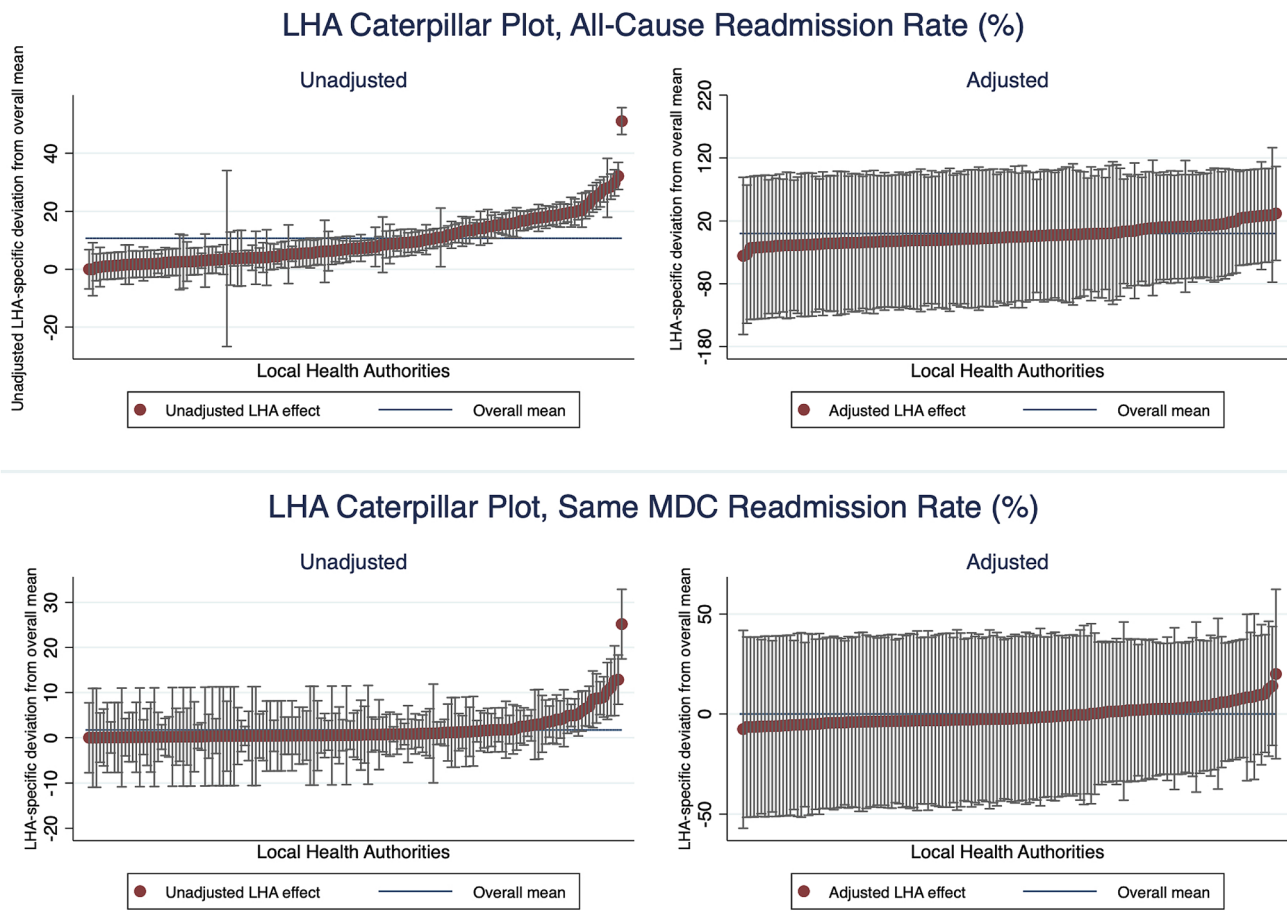 LHA Caterpillar Plot, All-Cause Readmission Rate (%)
Unadjusted
Unadjusted LHA-specific deviation from overall mean
40
20
0
-20
Local Health Authorities
Unadjusted LHA effect
Overall mean
Adjusted
LHA-specific deviation from overall mean
220
120
20
-80
-180
Local Health Authorities
Adjusted LHA effect
Overall mean
LHA Caterpillar Plot, Same MDC Readmission Rate (%)
Unadjusted
LHA-specific deviation from overall mean
30
20
10
0
-10
-20
Local Health Authorities
Unadjusted LHA effect
Overall mean
Adjusted
LHA-specific deviation from overall mean
50
0
-50
Local Health Authorities
Adjusted LHA effect
Overall mean